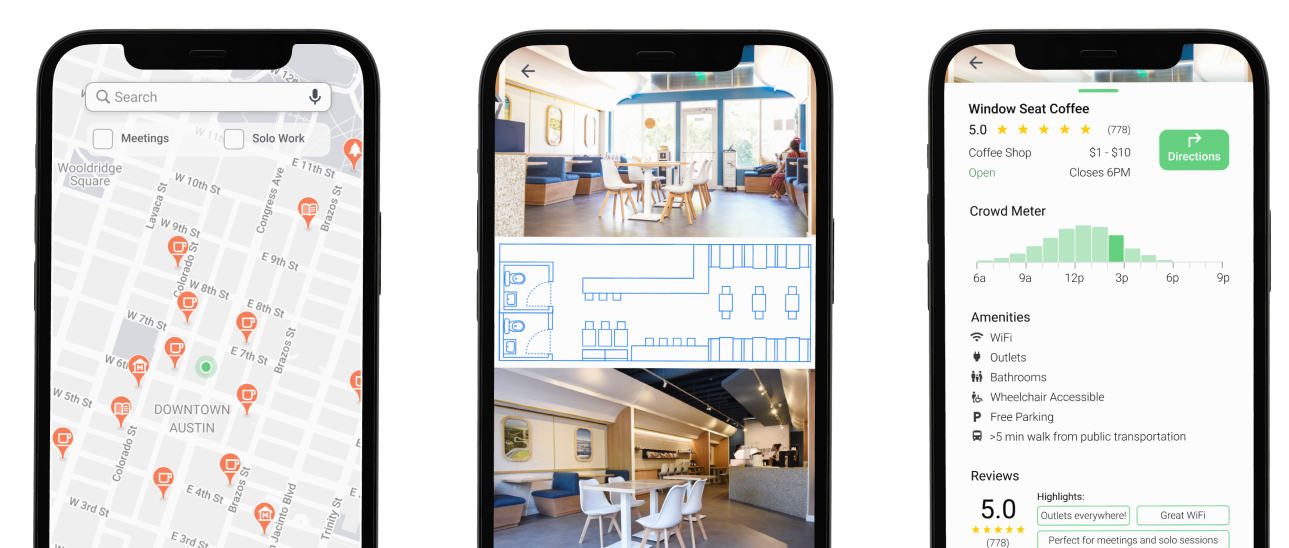 Search
Meetings
Solo Work
W 12th
W 11th
E 11th St
Wooldridge
Square
W 10th St
Lavaca St
Congress Ave
Brazos St
W 9th St
E 9th St
Colorado St
W 8th St
E 8th St
W 7th St
E 7th St
Brazos St
W 6th
W 5th St
DOWNTOWN
AUSTIN
Colorado St
E 4th St
Brazos St
W 3rd St
E 3rd St
Jacinto Blvd
Trinity St
Window Seat Coffee
5.0 ★ ★ ★ ★ ★ (778)
Coffee Shop $1 - $10
Open Closes 6PM
Directions
Crowd Meter
6a 9a 12p 3p 6p 9p
Amenities
WiFi
Outlets
Bathrooms
Wheelchair Accessible
P Free Parking
>5 min walk from public transportation
Reviews
5.0
★★★★★
(778)
Highlights:
Outlets everywhere! Great WiFi
Perfect for meetings and solo sessions